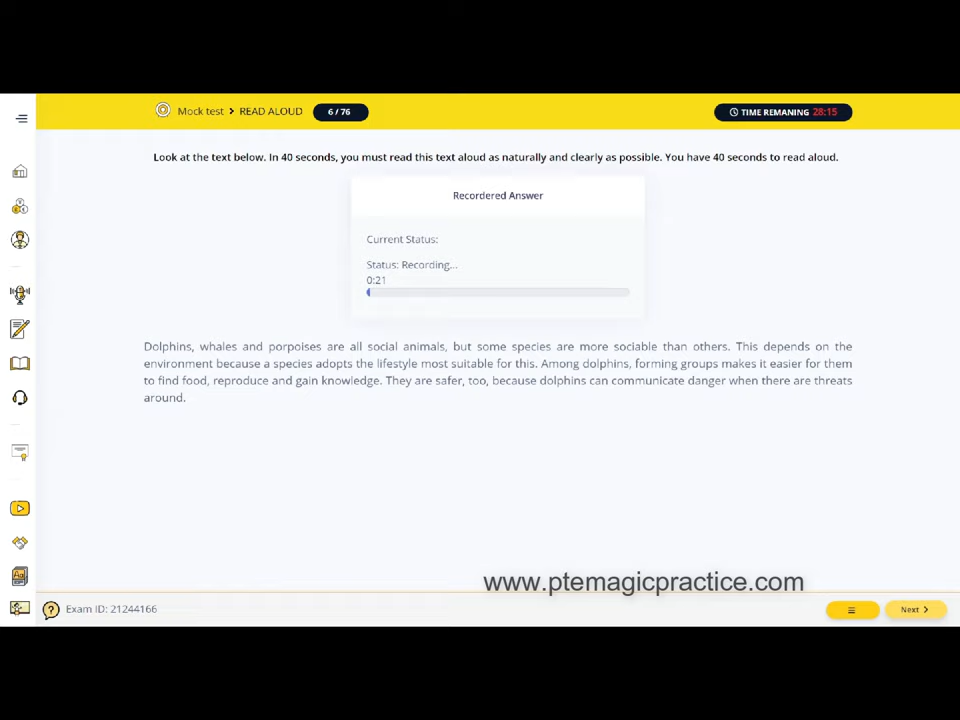 Mock test > READ ALOUD 6 / 76 TIME REMANING 28:15
Look at the text below. In 40 seconds, you must read this text aloud as naturally and clearly as possible. You have 40 seconds to read aloud.
Recordered Answer
Current Status:
Status: Recording...
0:21
Dolphins, whales and porpoises are all social animals, but some species are more sociable than others. This depends on the
environment because a species adopts the lifestyle most suitable for this. Among dolphins, forming groups makes it easier for them
to find food, reproduce and gain knowledge. They are safer, too, because dolphins can communicate danger when there are threats
around.
www.ptemagicpractice.com
Exam ID: 21244166
Next >